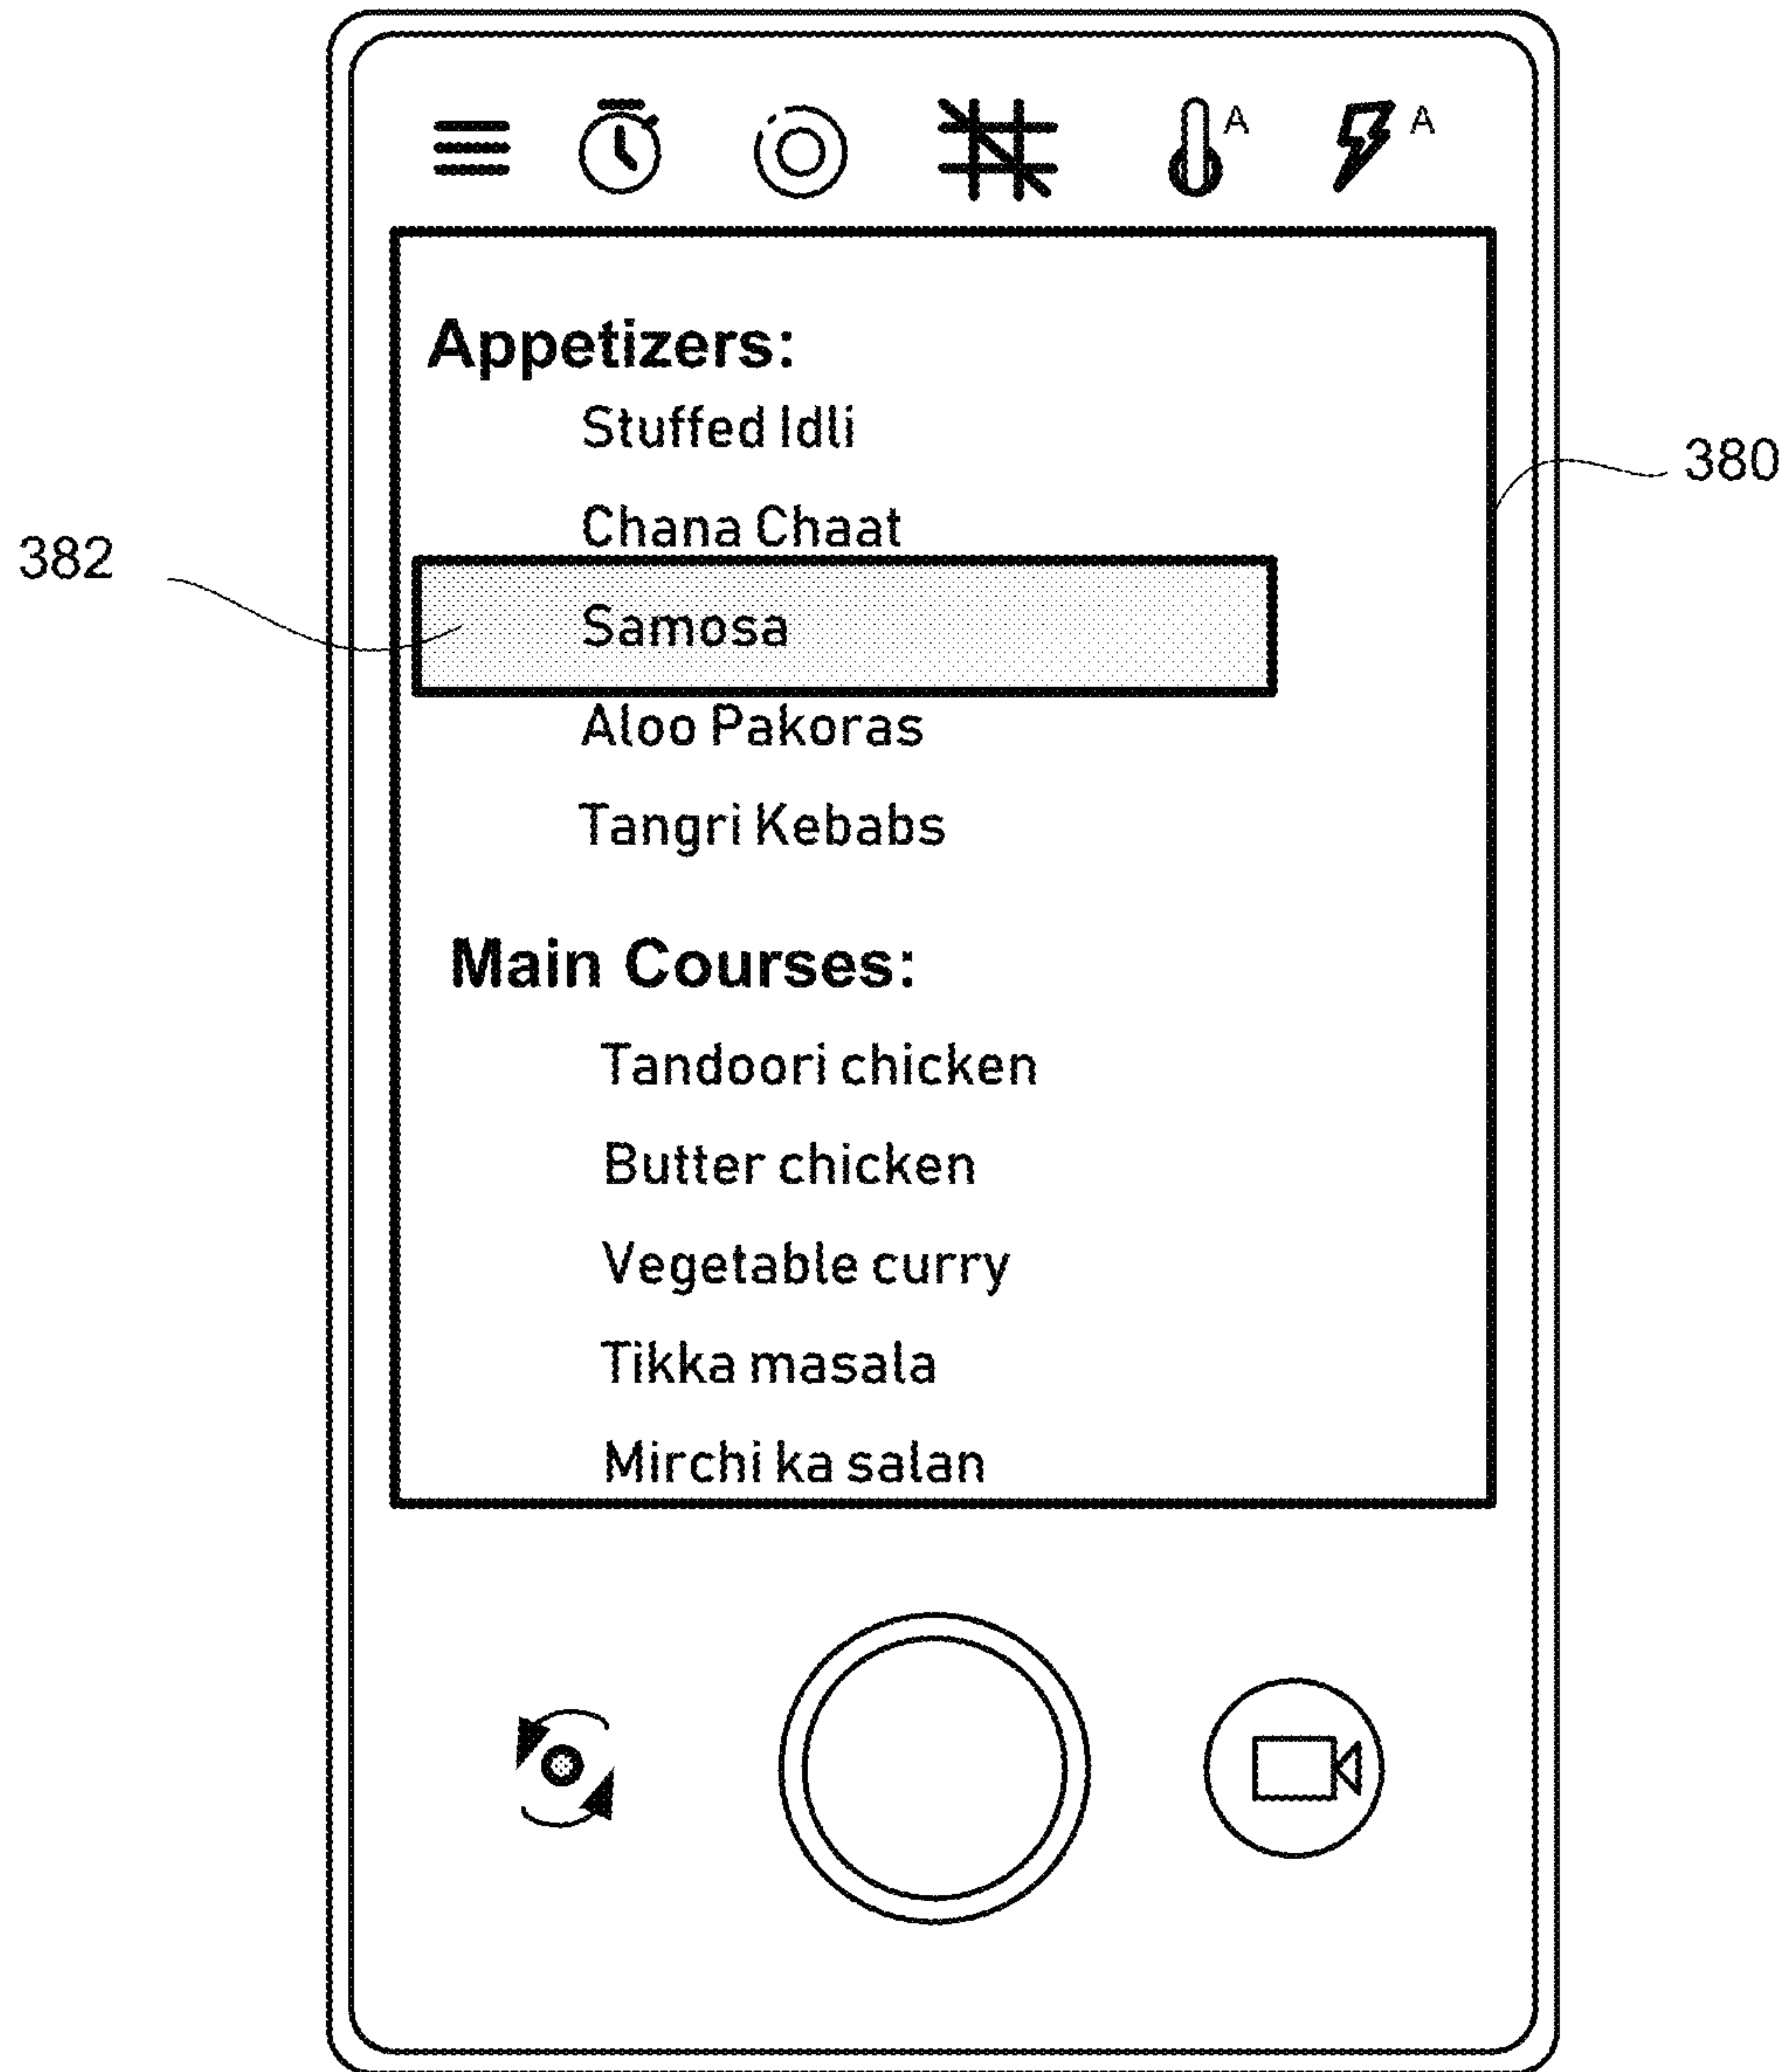 A A
Appetizers:
Stuffed Idli
380
Chana Chaat
382
Samosa
Aloo Pakoras
Tangri Kebabs
Main Courses:
Tandoori chicken
Butter chicken
Vegetable curry
Tikka masala
Mirchi ka salan